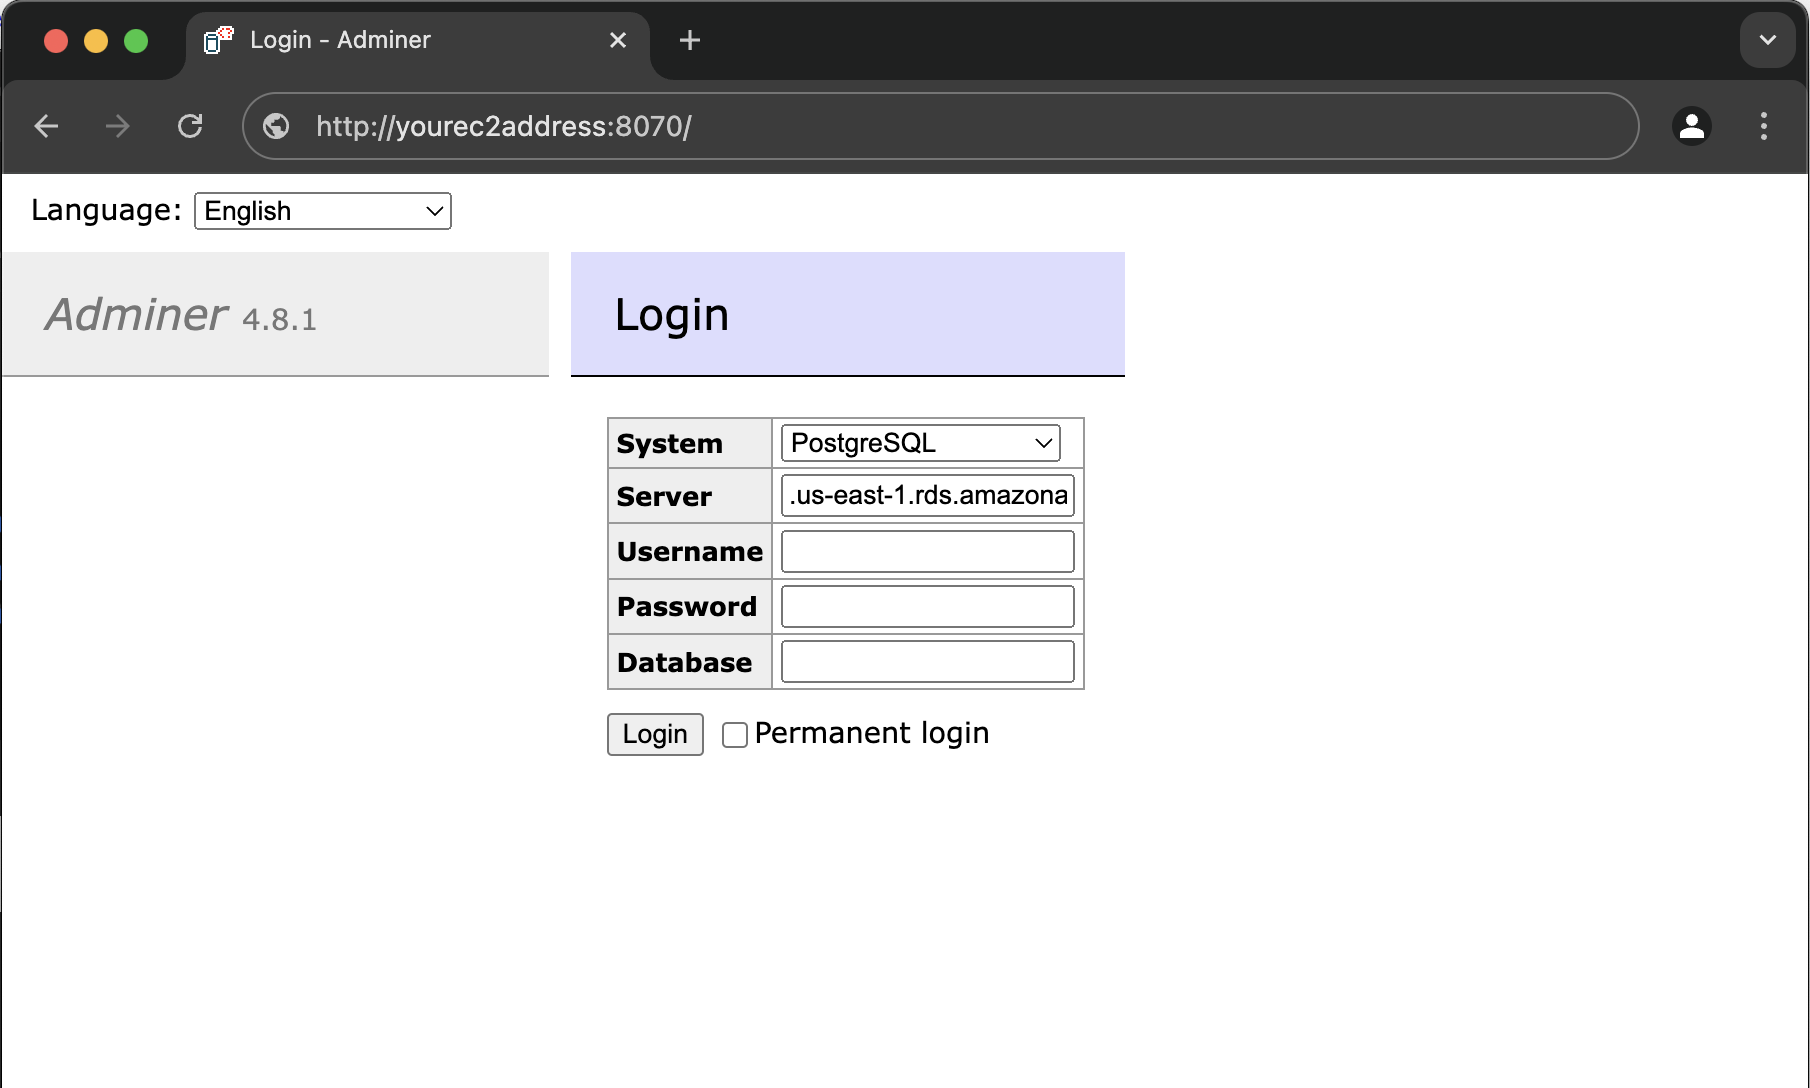 Login - Adminer
http://yourec2address:8070/
Language: English
Adminer 4.8.1
Login
System PostgreSQL
Server .us-east-1.rds.amazona
Username
Password
Database
Login Permanent login